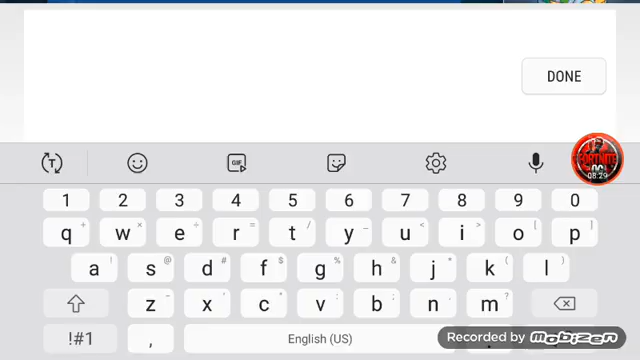 DONE
T GIF
FORTNITE
08:29
1 2 3 4 5 6 7 8 9 0
q + w × e ÷ r = t / y _ u < i > o [ p ]
a ! s @ d # f $ g % h ^ j * k ( l )
z - x ' c " v : b ; n , m ?
!#1 , English (US) .
Recorded by Mobizen